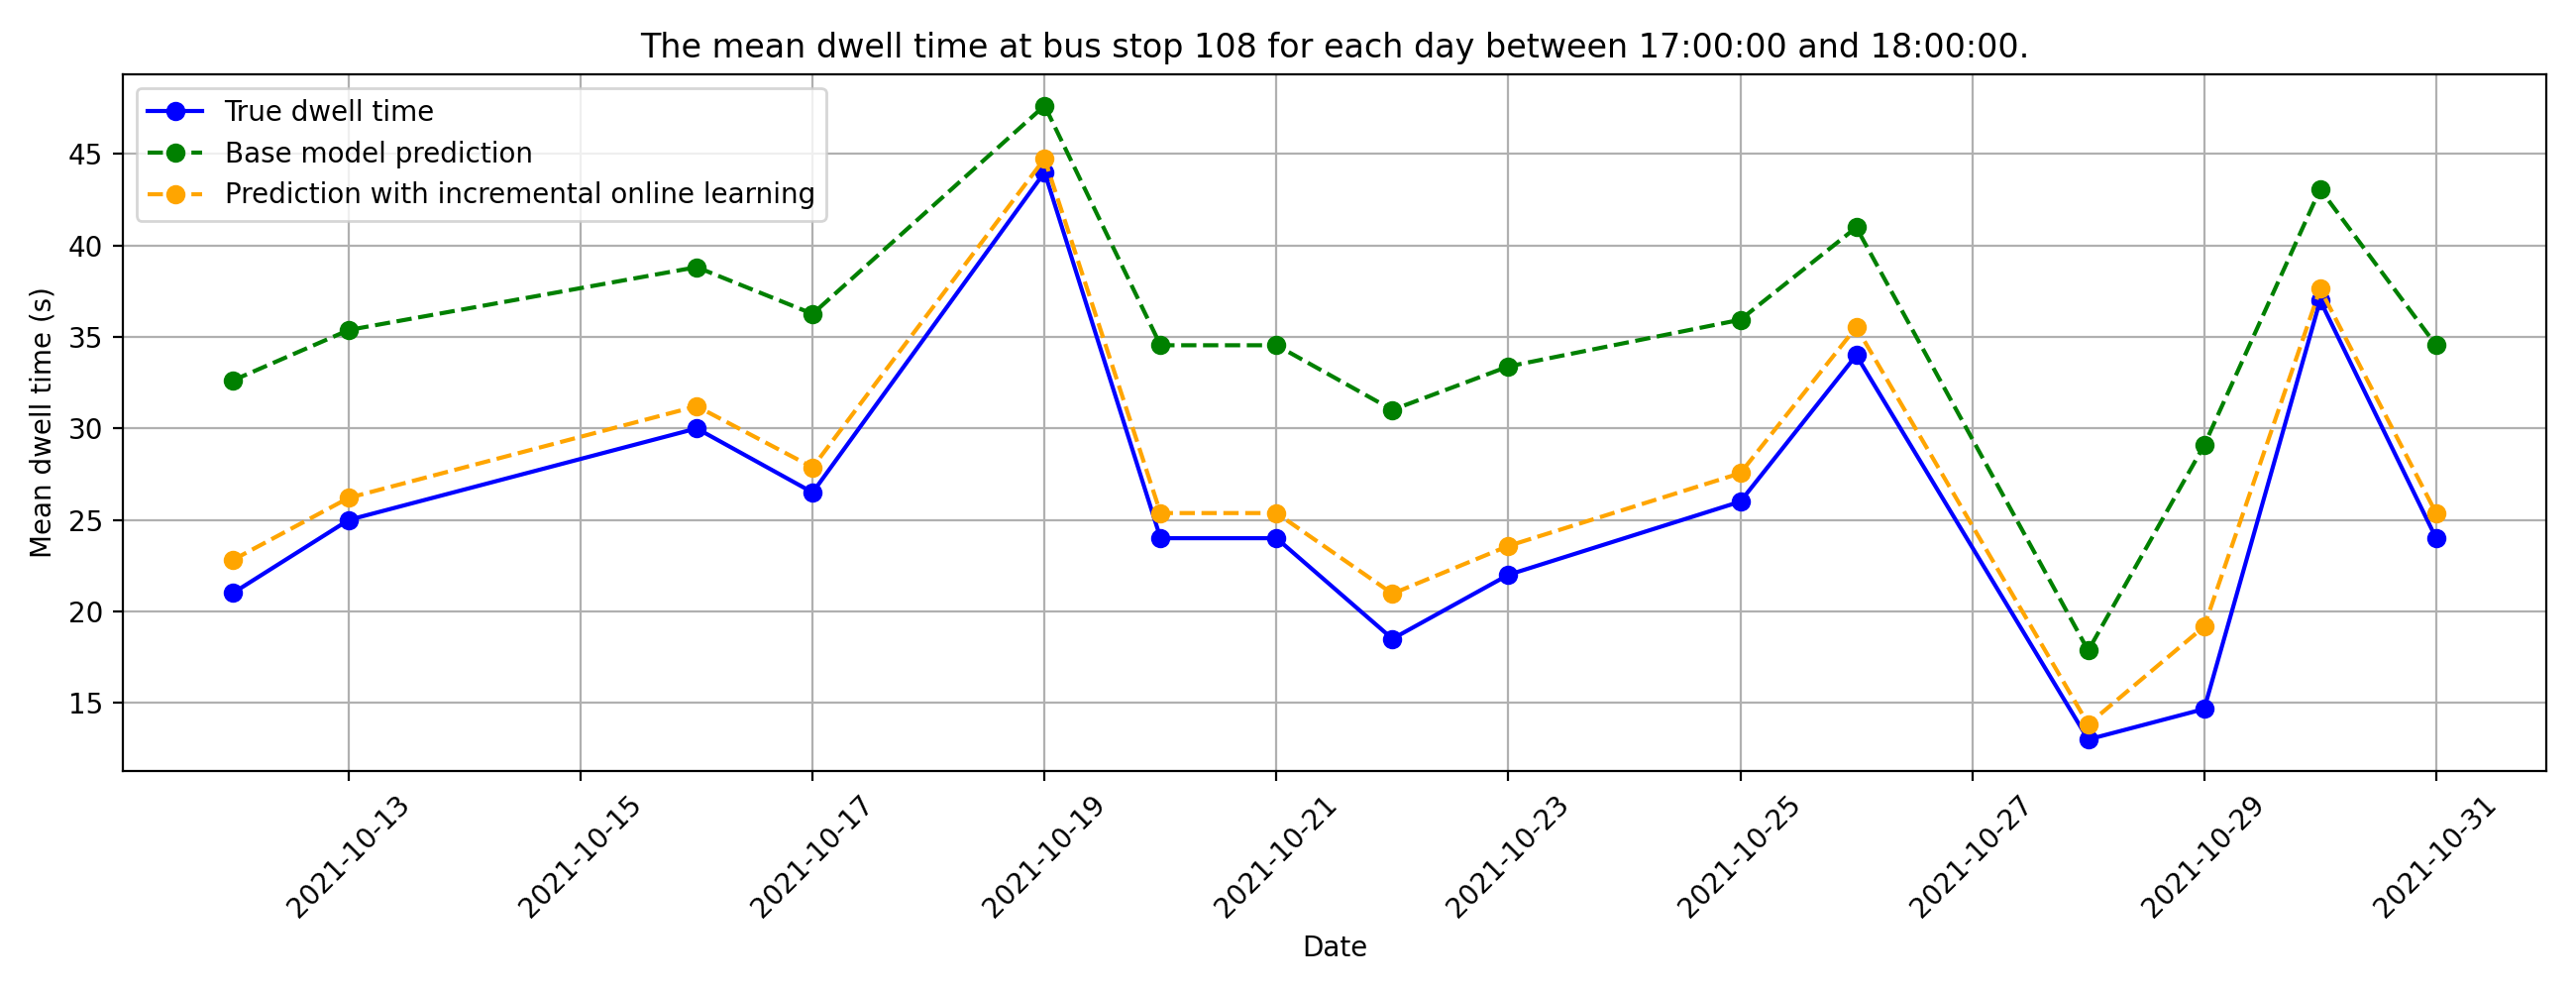 The mean dwell time at bus stop 108 for each day between 17:00:00 and 18:00:00.
True dwell time
Base model prediction
Prediction with incremental online learning
Mean dwell time (s)
45
40
35
30
25
20
15
2021-10-13
2021-10-15
2021-10-17
2021-10-19
2021-10-21
2021-10-23
2021-10-25
2021-10-27
2021-10-29
2021-10-31
Date